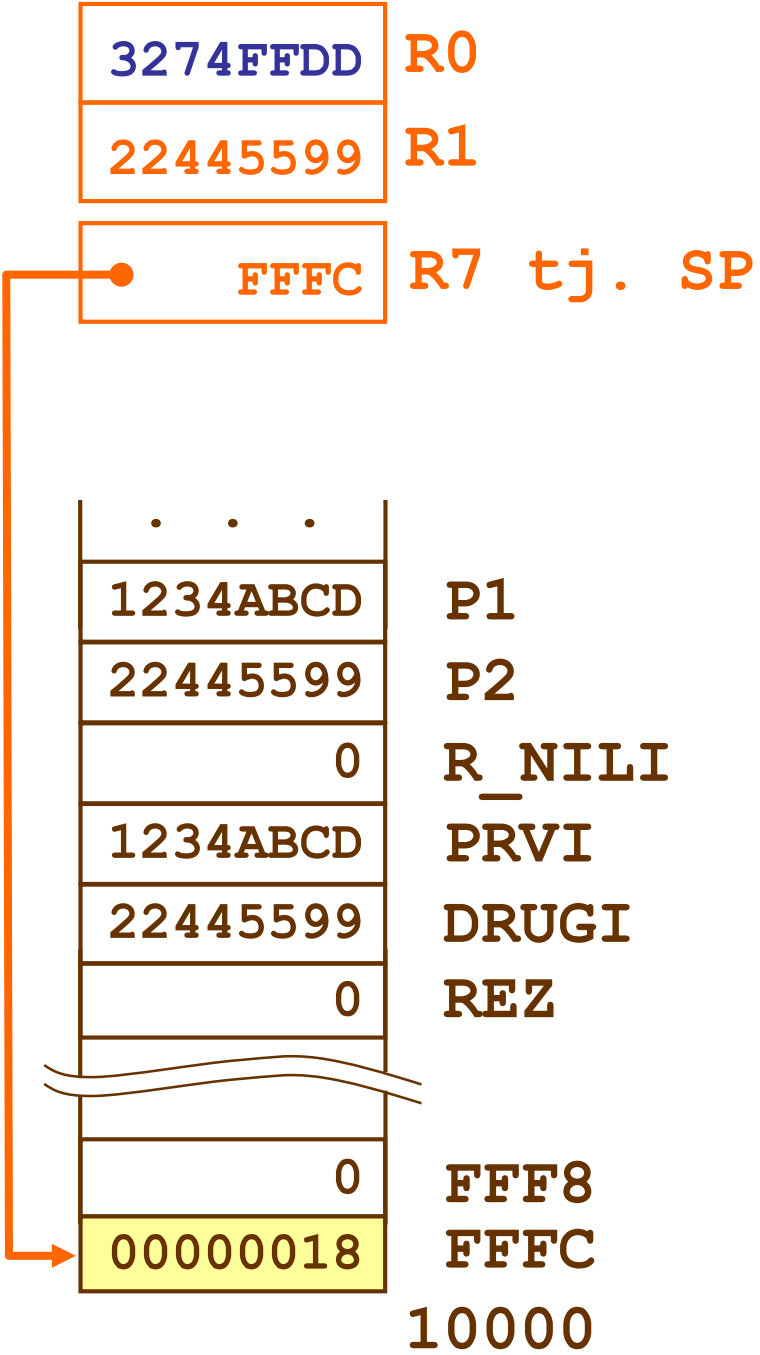 3274FFDD R0
22445599 R1
FFFC R7 tj. SP
. . .
1234ABCD P1
22445599 P2
0 R_NILI
1234ABCD PRVI
22445599 DRUGI
0 REZ
0 FFF8
00000018 FFFC
10000